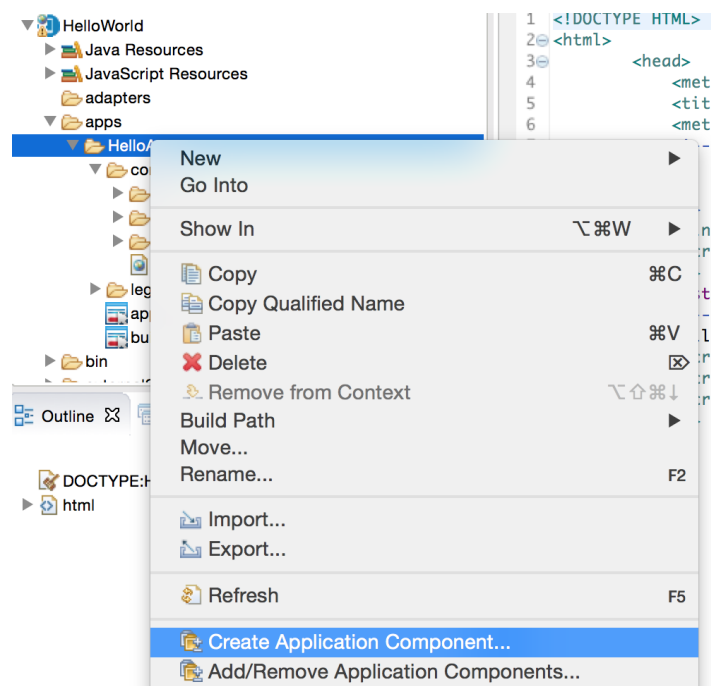 HelloWorld
Java Resources
JavaScript Resources
adapters
apps
HelloA
co
leg
ap
bu
bin
Outline
DOCTYPE:H
html
1 <!DOCTYPE HTML>
2 <html>
3 <head>
4 <met
5 <tit
6 <met
New
Go Into
Show In ⌥⌘W
Copy ⌘C
Copy Qualified Name
Paste ⌘V
Delete ⌦
Remove from Context ⌥⇧⌘↓
Build Path
Move...
Rename... F2
Import...
Export...
Refresh F5
Create Application Component...
Add/Remove Application Components...